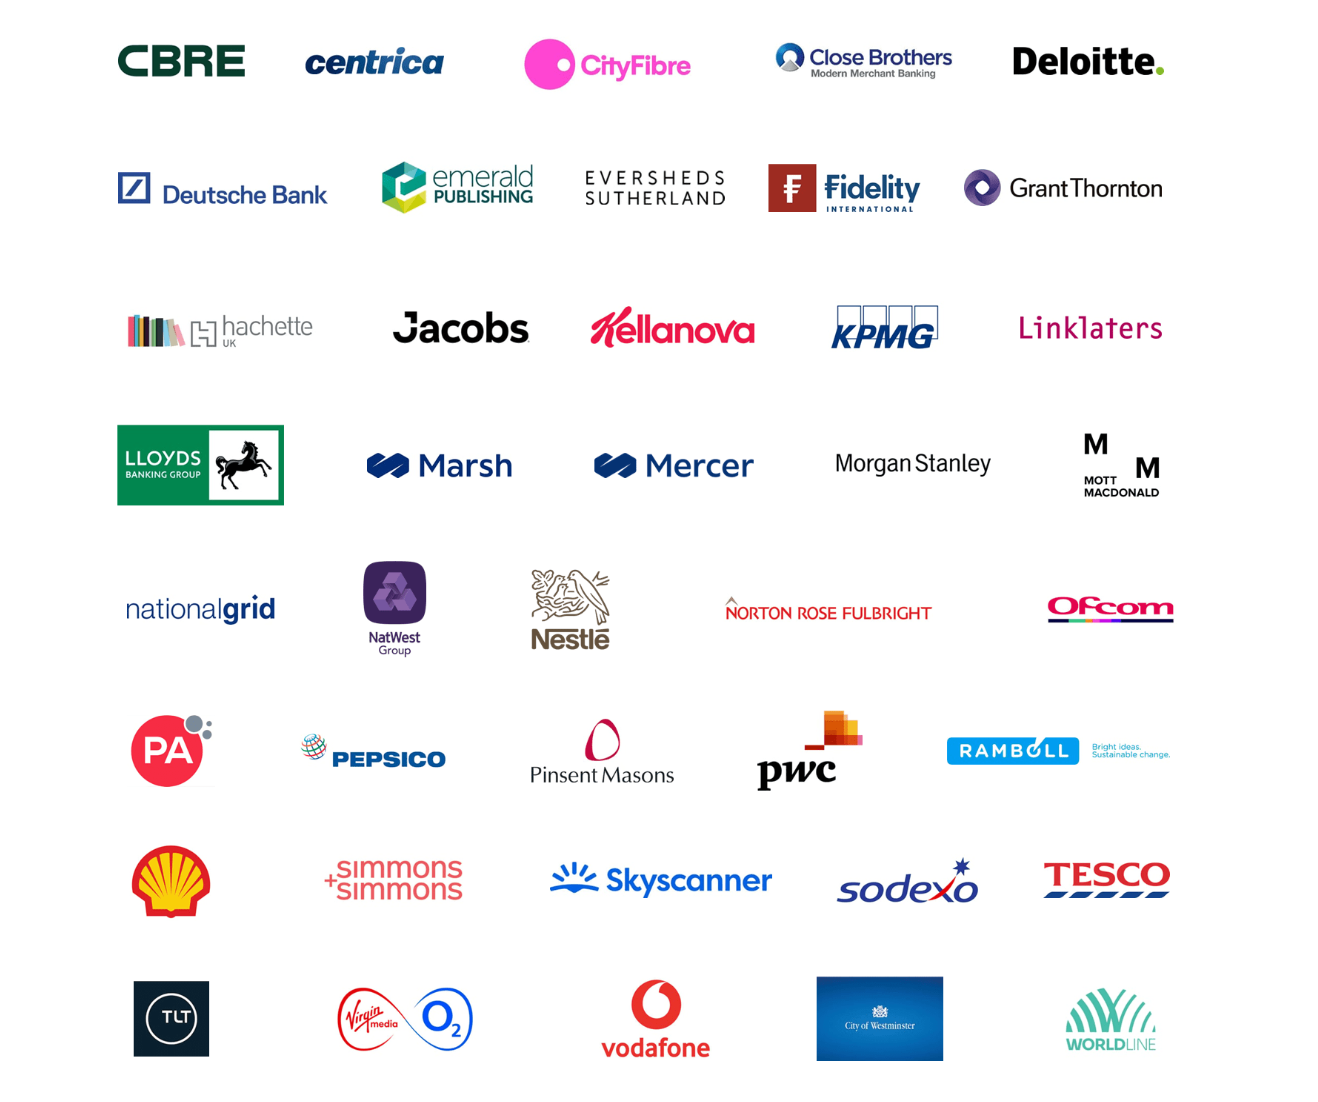 CBRE
centrica
CityFibre
Close Brothers
Modern Merchant Banking
Deloitte.
Deutsche Bank
emerald
PUBLISHING
EVERSHEDS
SUTHERLAND
Fidelity
INTERNATIONAL
Grant Thornton
hachette
UK
Jacobs
Kellanova
KPMG
Linklaters
LLOYDS
BANKING GROUP
Marsh
Mercer
Morgan Stanley
M
M
MOTT
MACDONALD
nationalgrid
NatWest
Group
Nestlé
NORTON ROSE FULBRIGHT
Ofcom
PA
PEPSICO
Pinsent Masons
pwc
RAMBOLL
Bright ideas.
Sustainable change.
simmons
+simmons
Skyscanner
sodexo
TESCO
TLT
Virgin
media
O2
vodafone
City of Westminster
WORLDLINE